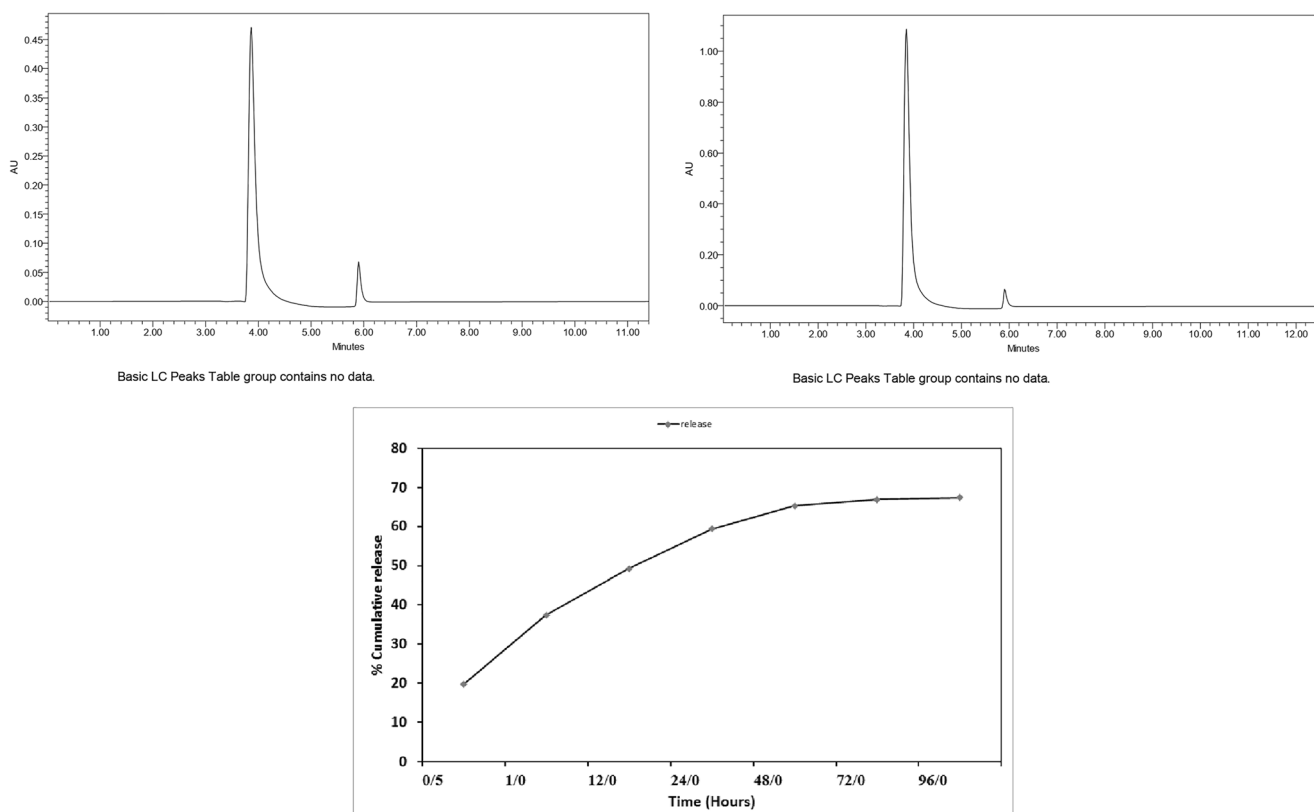 0.45
0.40
0.35
0.30
0.25
0.20
0.15
0.10
0.05
0.00
AU
1.00 2.00 3.00 4.00 5.00 6.00 7.00 8.00 9.00 10.00 11.00
Minutes
Basic LC Peaks Table group contains no data.
1.00
0.80
0.60
0.40
0.20
0.00
AU
1.00 2.00 3.00 4.00 5.00 6.00 7.00 8.00 9.00 10.00 11.00 12.00
Minutes
Basic LC Peaks Table group contains no data.
release
80
70
60
50
40
30
20
10
0
% Cumulative release
0/5 1/0 12/0 24/0 48/0 72/0 96/0
Time (Hours)